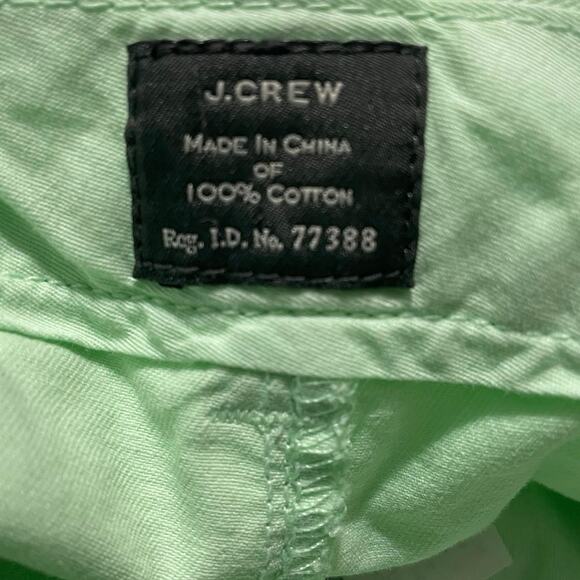 J.CREW
MADE IN CHINA
OF
100% COTTON
Reg. I.D. No. 77388